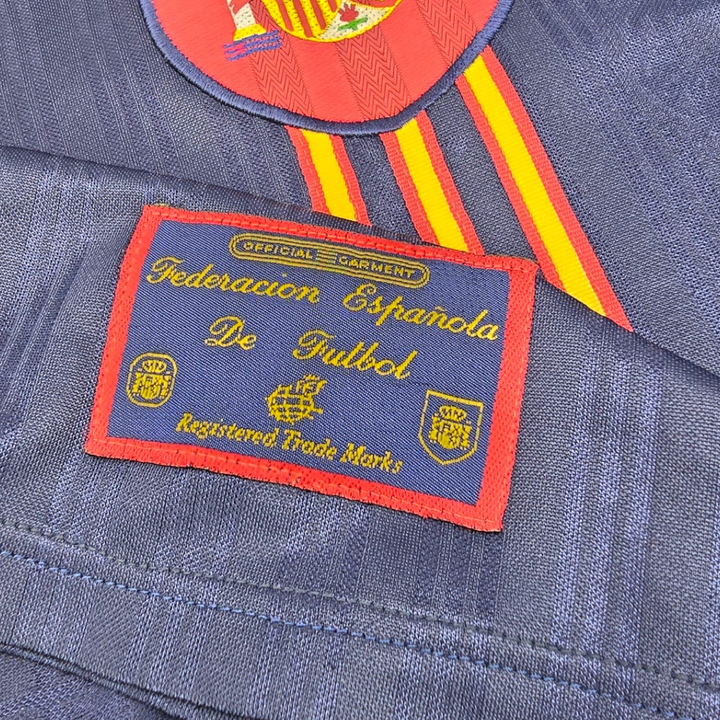 OFFICIAL GARMENT
Federacion Española
De Futbol
Registered Trade Marks